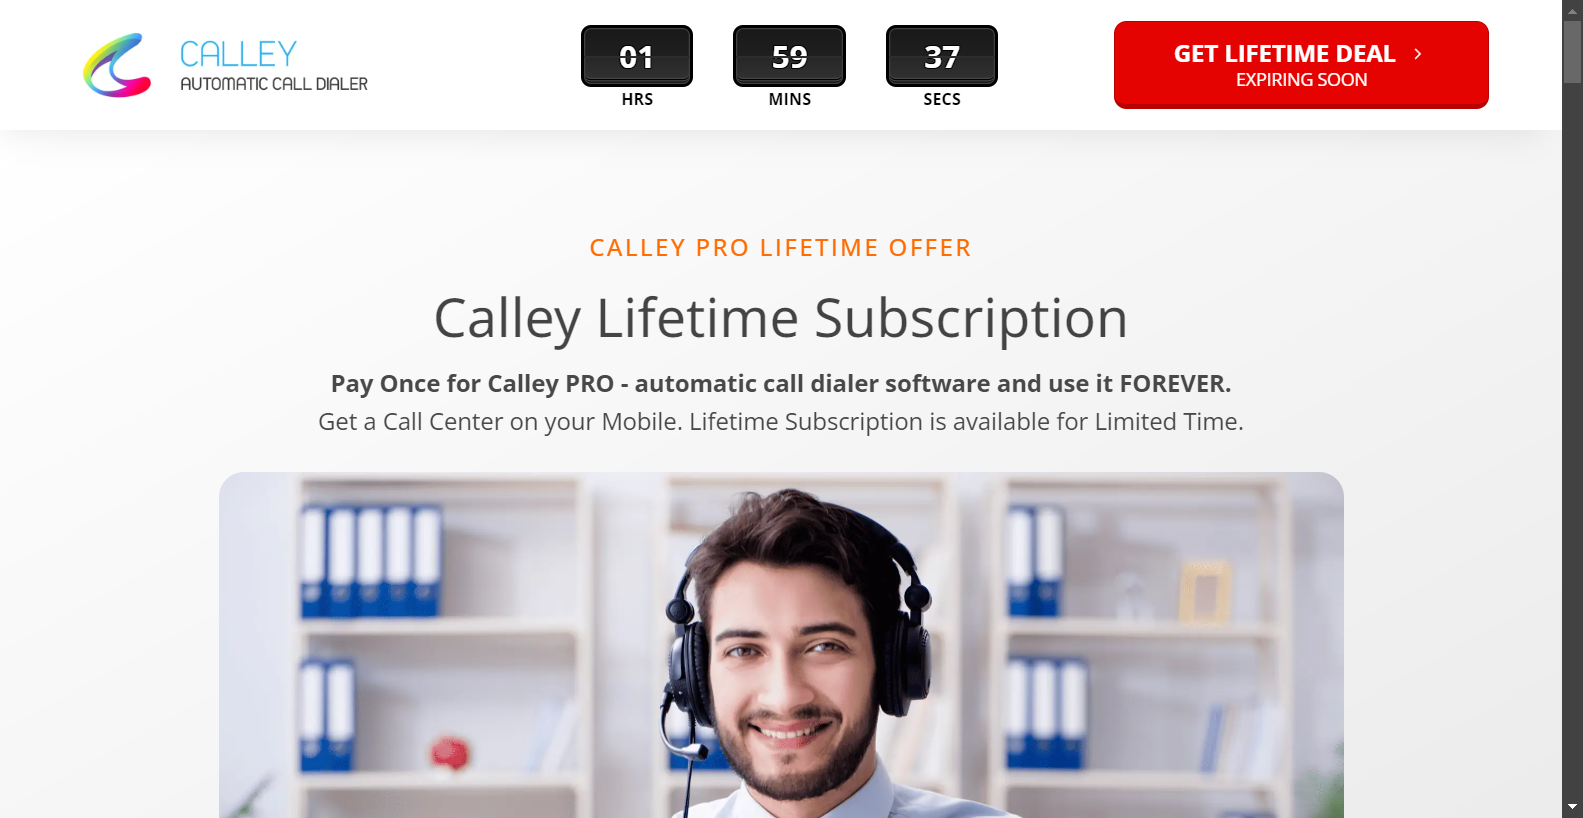 CALLEY
AUTOMATIC CALL DIALER
01
HRS
59
MINS
37
SECS
GET LIFETIME DEAL
EXPIRING SOON
CALLEY PRO LIFETIME OFFER
Calley Lifetime Subscription
Pay Once for Calley PRO - automatic call dialer software and use it FOREVER.
Get a Call Center on your Mobile. Lifetime Subscription is available for Limited Time.